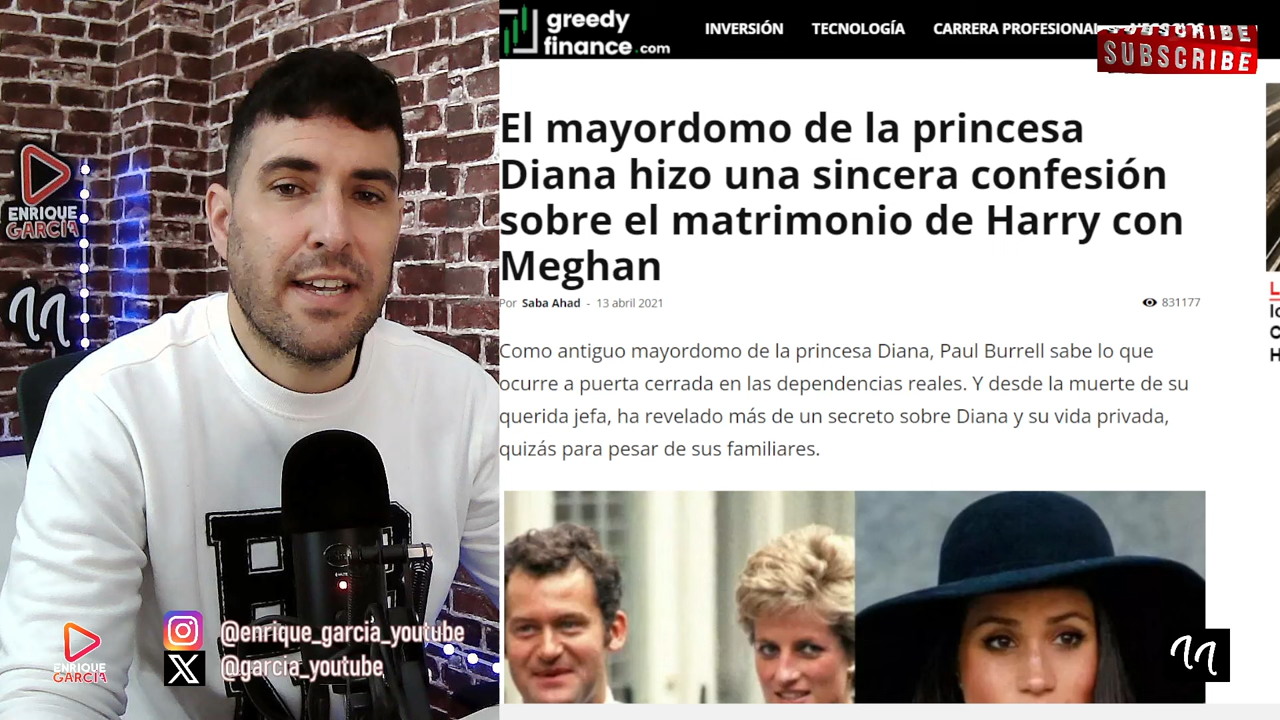 greedy
finance.com
INVERSIÓN TECNOLOGÍA CARRERA PROFESIONAL
SUBSCRIBE
SUBSCRIBE
El mayordomo de la princesa
Diana hizo una sincera confesión
sobre el matrimonio de Harry con
Meghan
Por Saba Ahad - 13 abril 2021
831177
Como antiguo mayordomo de la princesa Diana, Paul Burrell sabe lo que
ocurre a puerta cerrada en las dependencias reales. Y desde la muerte de su
querida jefa, ha revelado más de un secreto sobre Diana y su vida privada,
quizás para pesar de sus familiares.
ENRIQUE
GARCIA
@enrique_garcia_youtube
@garcia_youtube
ENRIQUE
GARCIA